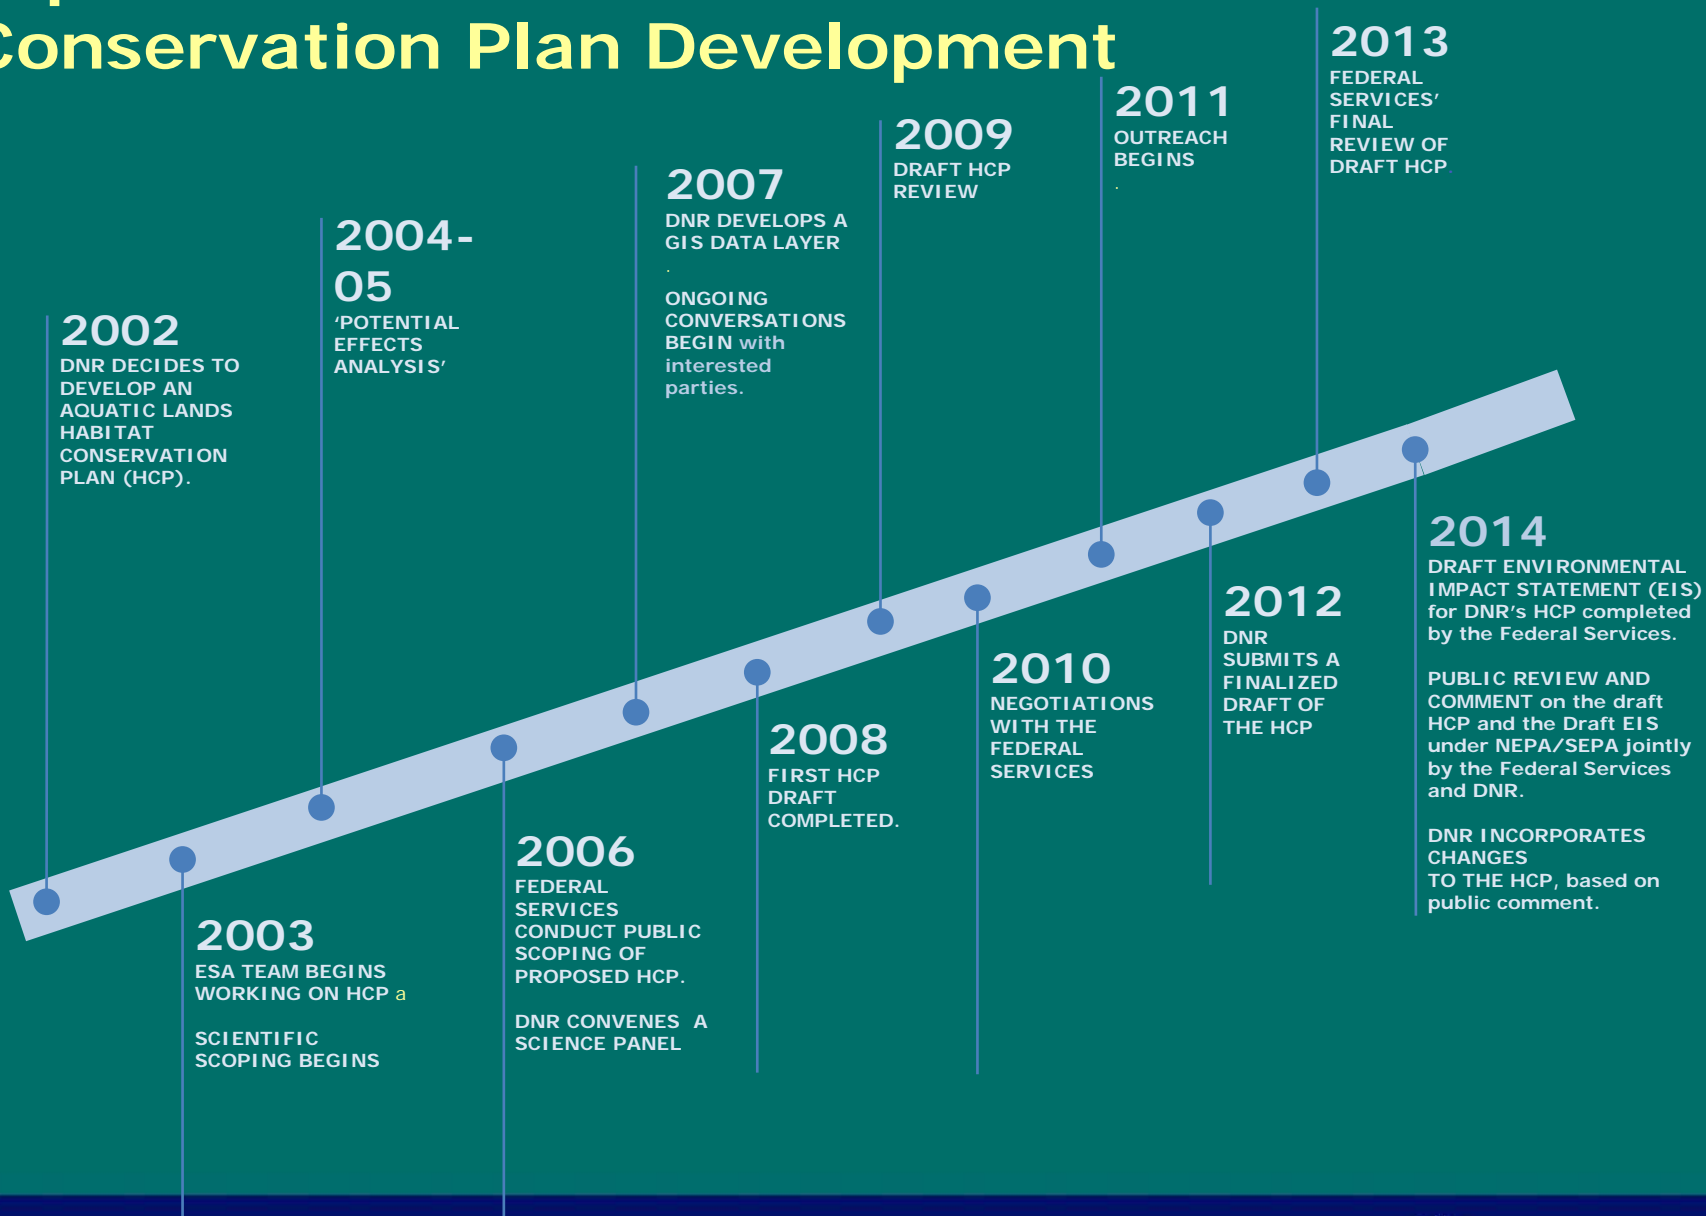 Conservation Plan Development
2002
DNR DECIDES TO
DEVELOP AN
AQUATIC LANDS
HABITAT
CONSERVATION
PLAN (HCP).
2003
ESA TEAM BEGINS
WORKING ON HCP a
SCIENTIFIC
SCOPING BEGINS
2004-
05
‘POTENTIAL
EFFECTS
ANALYSIS’
2006
FEDERAL
SERVICES
CONDUCT PUBLIC
SCOPING OF
PROPOSED HCP.
DNR CONVENES  A
SCIENCE PANEL
2007
DNR DEVELOPS A
GIS DATA LAYER
.
ONGOING
CONVERSATIONS
BEGIN with
interested
parties.
2008
FIRST HCP
DRAFT
COMPLETED.
2009
DRAFT HCP
REVIEW
2010
NEGOTIATIONS
WITH THE
FEDERAL
SERVICES
2011
OUTREACH
BEGINS
.
2012
DNR
SUBMITS A
FINALIZED
DRAFT OF
THE HCP
2013
FEDERAL
SERVICES’
FINAL
REVIEW OF
DRAFT HCP.
2014
DRAFT ENVIRONMENTAL
IMPACT STATEMENT (EIS)
for DNR’s HCP completed
by the Federal Services.
PUBLIC REVIEW AND
COMMENT on the draft
HCP and the Draft EIS
under NEPA/SEPA jointly
by the Federal Services
and DNR.
DNR INCORPORATES
CHANGES
TO THE HCP, based on
public comment.